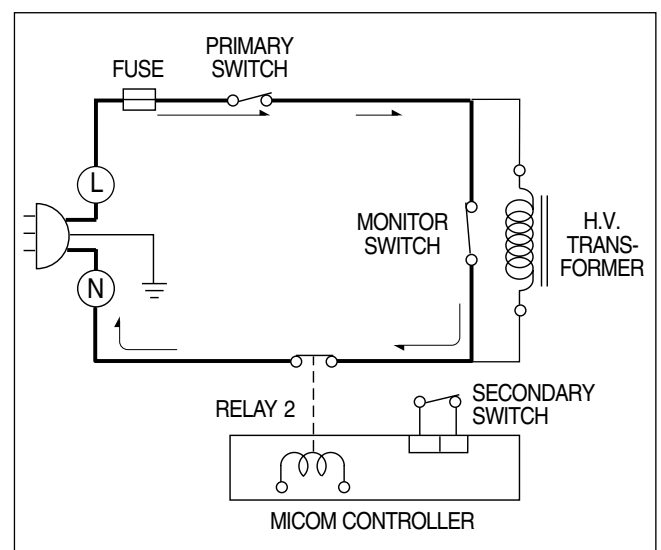 PRIMARY
SWITCH
FUSE
L
MONITOR
SWITCH
H.V.
TRANS-
FORMER
N
RELAY 2
SECONDARY
SWITCH
MICOM CONTROLLER